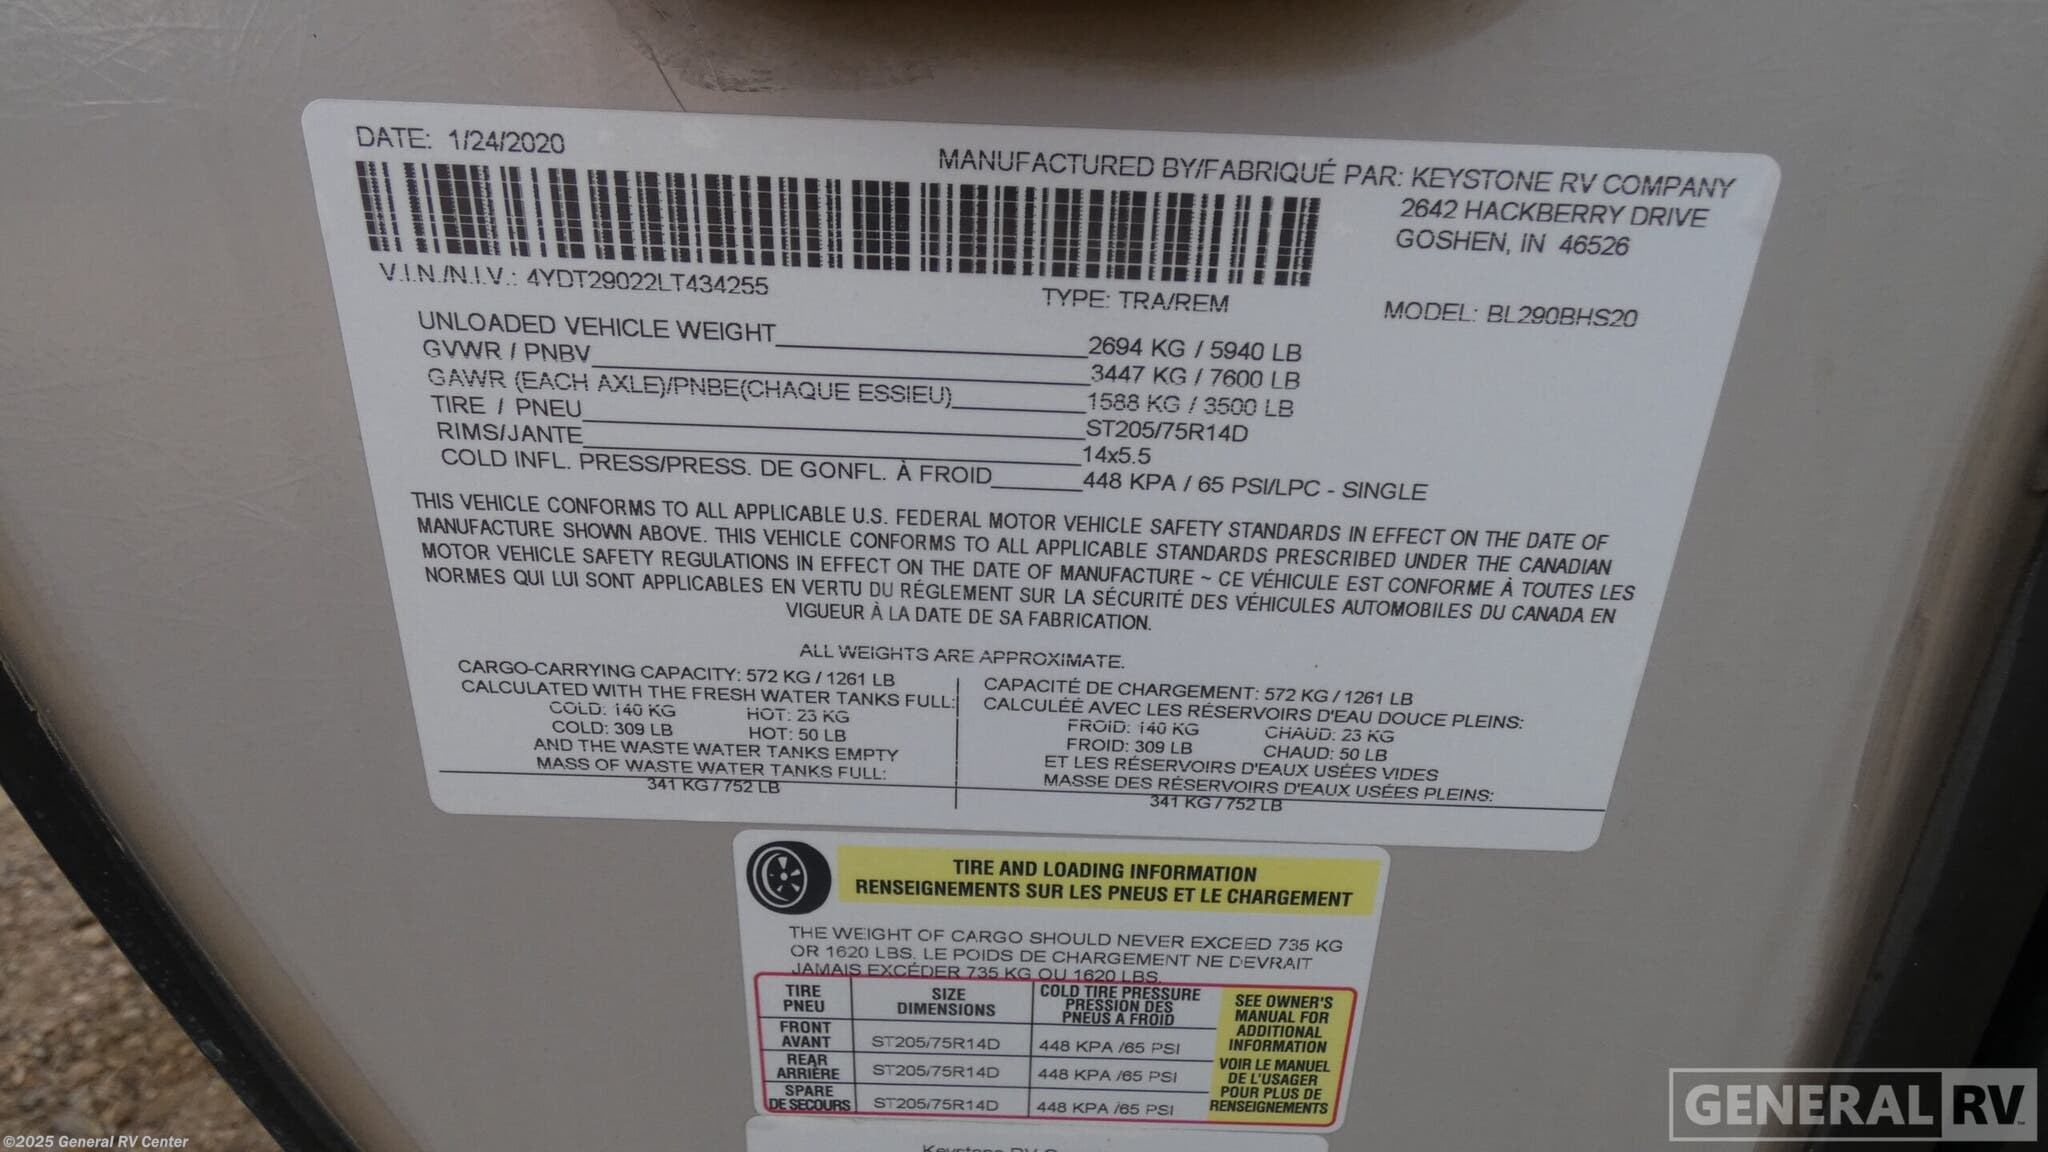 DATE: 1/24/2020
MANUFACTURED BY/FABRIQUÉ PAR: KEYSTONE RV COMPANY
2642 HACKBERRY DRIVE
GOSHEN, IN 46526
V.I.N./N.I.V.: 4YDT29022LT434255
TYPE: TRA/REM
MODEL: BL290BHS20
UNLOADED VEHICLE WEIGHT 2694 KG / 5940 LB
GVWR / PNBV 3447 KG / 7600 LB
GAWR (EACH AXLE)/PNBE(CHAQUE ESSIEU) 1588 KG / 3500 LB
TIRE / PNEU ST205/75R14D
RIMS/JANTE 14x5.5
COLD INFL. PRESS/PRESS. DE GONFL. À FROID 448 KPA / 65 PSI/LPC - SINGLE
THIS VEHICLE CONFORMS TO ALL APPLICABLE U.S. FEDERAL MOTOR VEHICLE SAFETY STANDARDS IN EFFECT ON THE DATE OF
MANUFACTURE SHOWN ABOVE. THIS VEHICLE CONFORMS TO ALL APPLICABLE STANDARDS PRESCRIBED UNDER THE CANADIAN
MOTOR VEHICLE SAFETY REGULATIONS IN EFFECT ON THE DATE OF MANUFACTURE ~ CE VÉHICULE EST CONFORME À TOUTES LES
NORMES QUI LUI SONT APPLICABLES EN VERTU DU RÉGLEMENT SUR LA SÉCURITÉ DES VÉHICULES AUTOMOBILES DU CANADA EN
VIGUEUR À LA DATE DE SA FABRICATION.
ALL WEIGHTS ARE APPROXIMATE.
CARGO-CARRYING CAPACITY: 572 KG / 1261 LB
CALCULATED WITH THE FRESH WATER TANKS FULL:
COLD: 140 KG HOT: 23 KG
COLD: 309 LB HOT: 50 LB
AND THE WASTE WATER TANKS EMPTY
MASS OF WASTE WATER TANKS FULL:
341 KG / 752 LB
CAPACITÉ DE CHARGEMENT: 572 KG / 1261 LB
CALCULÉE AVEC LES RÉSERVOIRS D'EAU DOUCE PLEINS:
FROID: 140 KG CHAUD: 23 KG
FROID: 309 LB CHAUD: 50 LB
ET LES RÉSERVOIRS D'EAUX USÉES VIDES
MASSE DES RÉSERVOIRS D'EAUX USÉES PLEINS:
341 KG / 752 LB
TIRE AND LOADING INFORMATION
RENSEIGNEMENTS SUR LES PNEUS ET LE CHARGEMENT
THE WEIGHT OF CARGO SHOULD NEVER EXCEED 735 KG
OR 1620 LBS. LE POIDS DE CHARGEMENT NE DEVRAIT
JAMAIS EXCÉDER 735 KG OU 1620 LBS.
TIRE
PNEU
SIZE
DIMENSIONS
COLD TIRE PRESSURE
PRESSION DES
PNEUS A FROID
FRONT
AVANT
ST205/75R14D
448 KPA /65 PSI
REAR
ARRIÈRE
ST205/75R14D
448 KPA /65 PSI
SPARE
DE SECOURS
ST205/75R14D
448 KPA /65 PSI
SEE OWNER'S
MANUAL FOR
ADDITIONAL
INFORMATION
VOIR LE MANUEL
DE L'USAGER
POUR PLUS DE
RENSEIGNEMENTS
Keystone RV
GENERAL RV
©2025 General RV Center